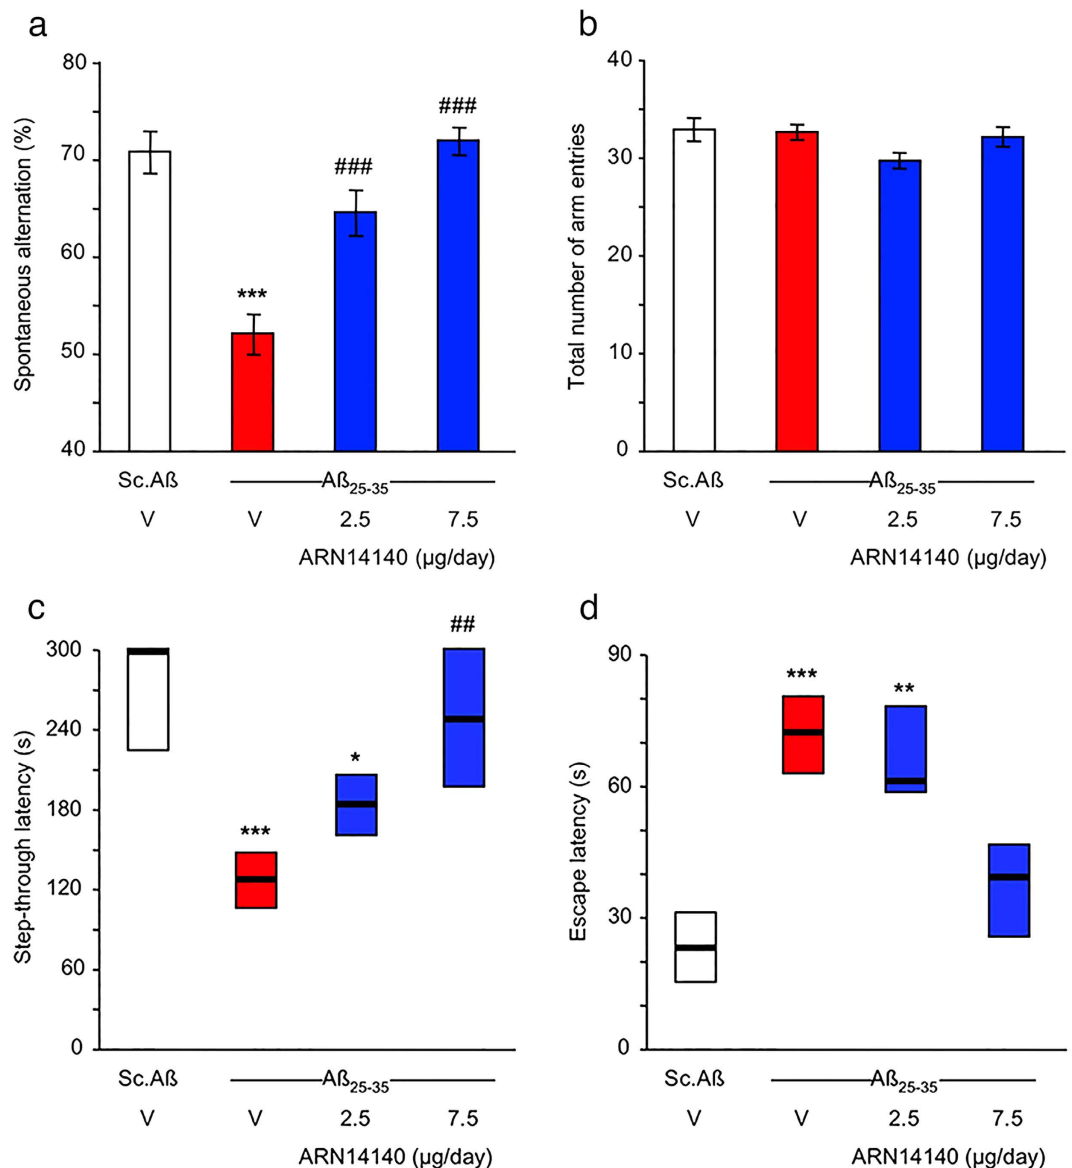 a
Spontaneous alternation (%)
80
70
60
50
40
***
###
###
Sc.Aß
Aß25-35
V
V
2.5
7.5
ARN14140 (µg/day)
b
Total number of arm entries
40
30
20
10
0
Sc.Aß
Aß25-35
V
V
2.5
7.5
ARN14140 (µg/day)
c
Step-through latency (s)
300
240
180
120
60
0
***
*
##
Sc.Aß
Aß25-35
V
V
2.5
7.5
ARN14140 (µg/day)
d
Escape latency (s)
90
60
30
0
***
**
Sc.Aß
Aß25-35
V
V
2.5
7.5
ARN14140 (µg/day)